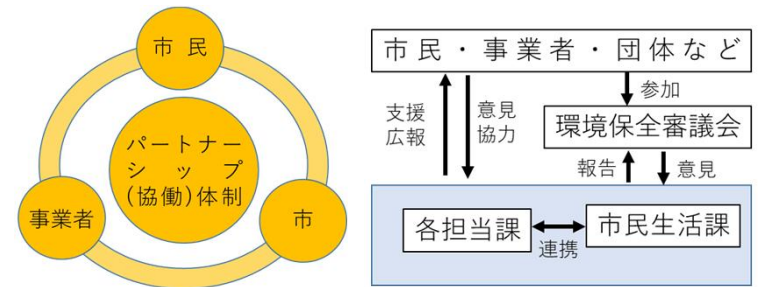 市民
パートナー
シップ
(協働)体制
事業者
市
市民・事業者・団体など
支援
広報
意見
協力
参加
環境保全審議会
報告
意見
各担当課
連携
市民生活課